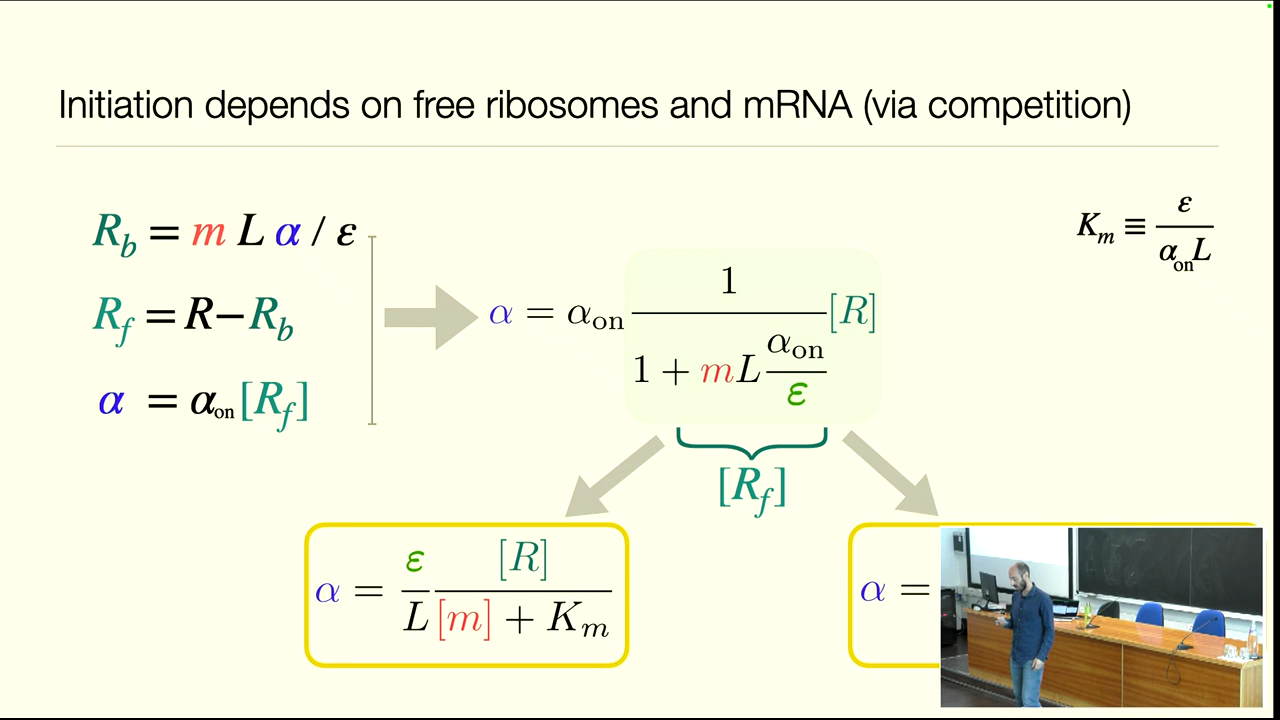 Initiation depends on free ribosomes and mRNA (via competition)
R_b = m L α / ε
K_m ≡ ε / (α_on L)
R_f = R − R_b
α = α_on 1 / (1 + mL α_on / ε) [R]
α = α_on [R_f]
[R_f]
α = ε / L [R] / ([m] + K_m)
α =